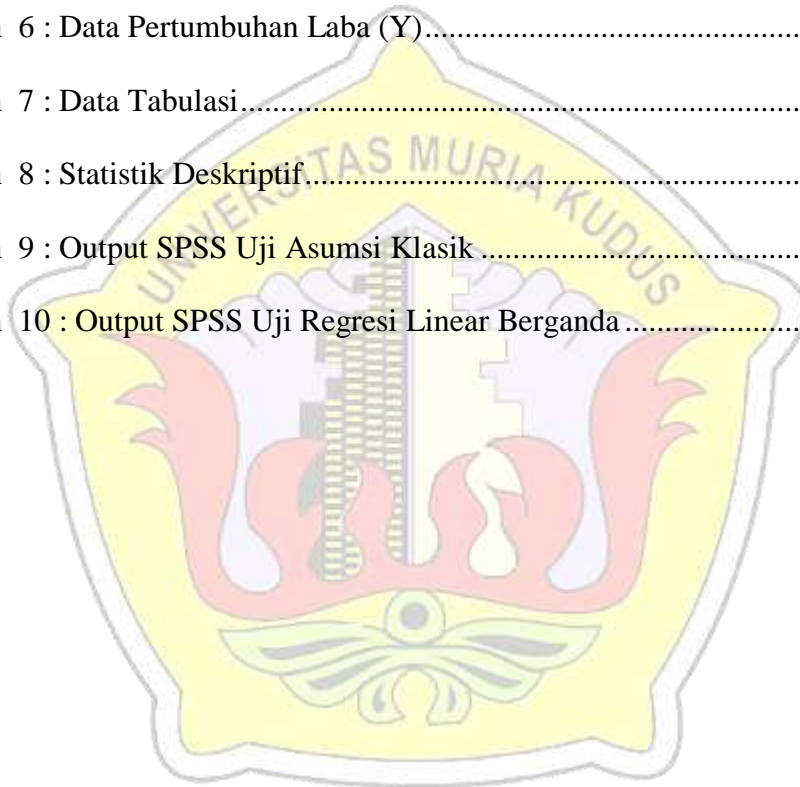 6 : Data Pertumbuhan Laba (Y)..............................................
7 : Data Tabulasi......................................................................
8 : Statistik Deskriptif..............................................................
9 : Output SPSS Uji Asumsi Klasik ........................................
10 : Output SPSS Uji Regresi Linear Berganda ......................
UNIVERSITAS MURIA KUDUS